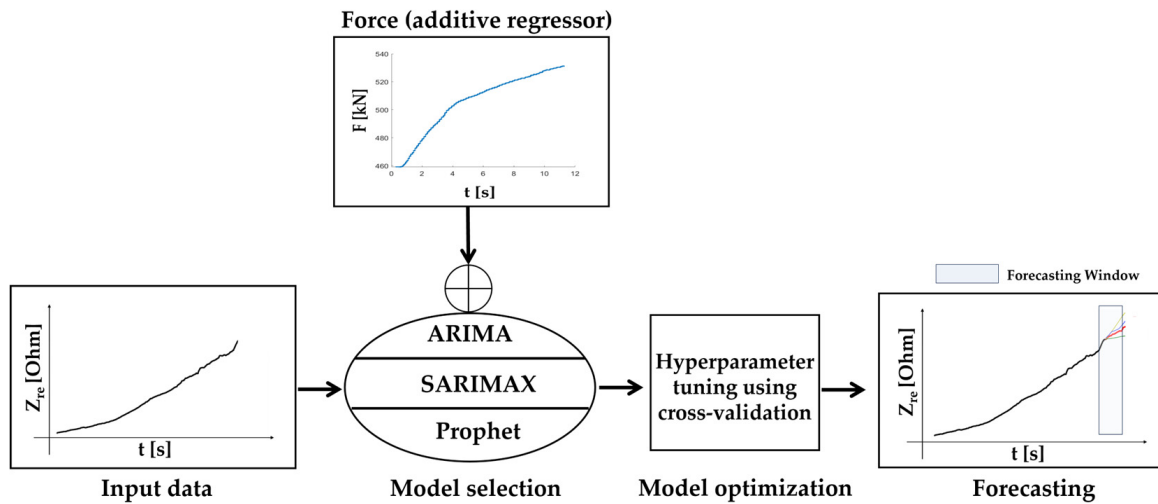 Force (additive regressor)
F [kN]
540
520
500
480
460
0
2
4
6
8
10
12
t [s]
Forecasting Window
Z_re [Ohm]
t [s]
Input data
ARIMA
SARIMAX
Prophet
Model selection
Hyperparameter
tuning using
cross-validation
Model optimization
Z_re [Ohm]
t [s]
Forecasting